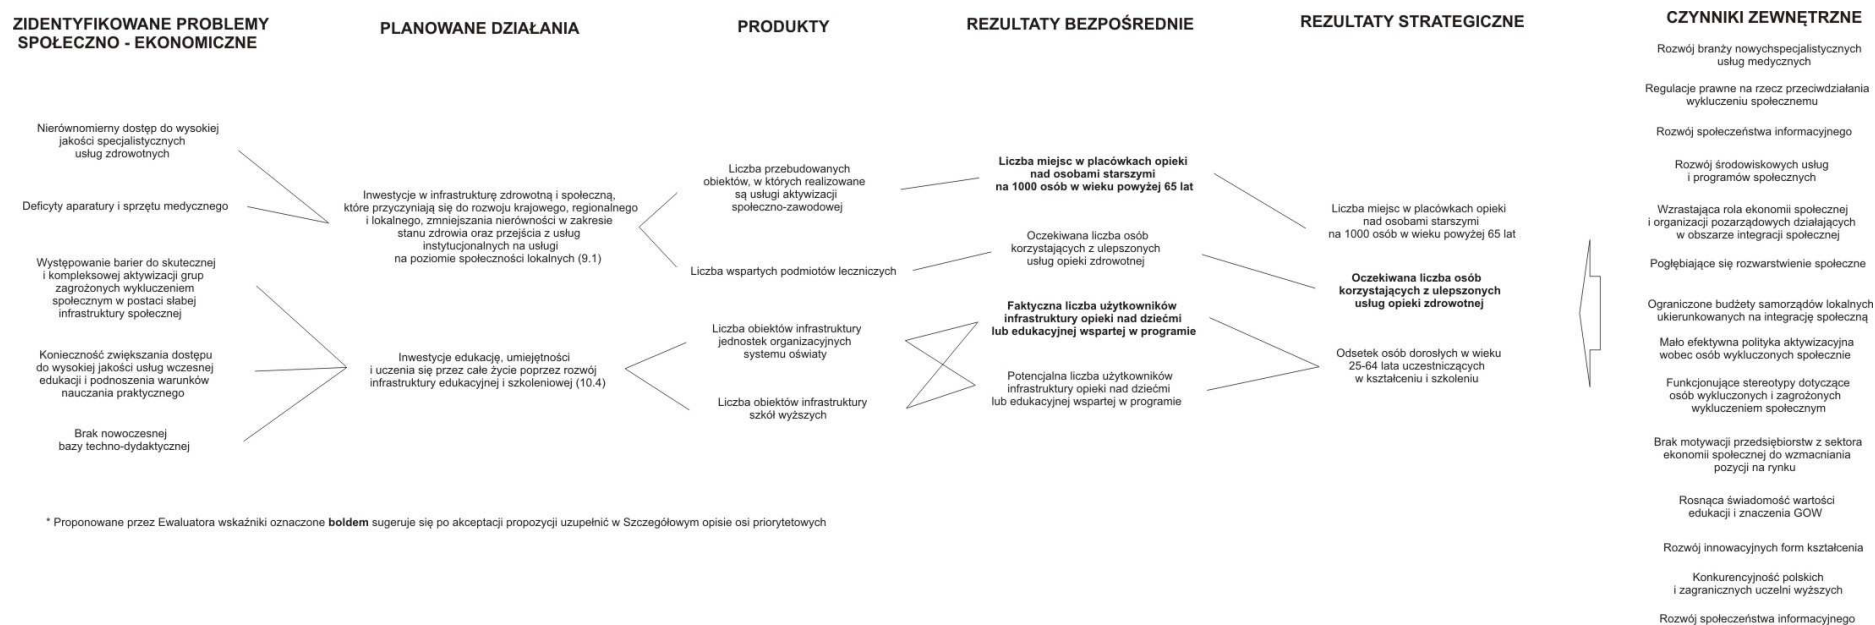 ZIDENTYFIKOWANE PROBLEMY
SPOŁECZNO - EKONOMICZNE
Nierównomierny dostęp do wysokiej
jakości specjalistycznych
usług zdrowotnych
Deficyty aparatury i sprzętu medycznego
Występowanie barier do skutecznej
i kompleksowej aktywizacji grup
zagrożonych wykluczeniem
społecznym w postaci słabej
infrastruktury społecznej
Konieczność zwiększania dostępu
do wysokiej jakości usług wczesnej
edukacji i podnoszenia warunków
nauczania praktycznego
Brak nowoczesnej
bazy techno-dydaktycznej
PLANOWANE DZIAŁANIA
Inwestycje w infrastrukturę zdrowotną i społeczną,
które przyczyniają się do rozwoju krajowego, regionalnego
i lokalnego, zmniejszania nierówności w zakresie
stanu zdrowia oraz przejścia z usług
instytucjonalnych na usługi
na poziomie społeczności lokalnych (9.1)
Inwestycje edukację, umiejętności
i uczenia się przez całe życie poprzez rozwój
infrastruktury edukacyjnej i szkoleniowej (10.4)
PRODUKTY
Liczba przebudowanych
obiektów, w których realizowane
są usługi aktywizacji
społeczno-zawodowej
Liczba wspartych podmiotów leczniczych
Liczba obiektów infrastruktury
jednostek organizacyjnych
systemu oświaty
Liczba obiektów infrastruktury
szkół wyższych
REZULTATY BEZPOŚREDNIE
Liczba miejsc w placówkach opieki
nad osobami starszymi
na 1000 osób w wieku powyżej 65 lat
Oczekiwana liczba osób
korzystających z ulepszonych
usług opieki zdrowotnej
Faktyczna liczba użytkowników
infrastruktury opieki nad dziećmi
lub edukacyjnej wspartej w programie
Potencjalna liczba użytkowników
infrastruktury opieki nad dziećmi
lub edukacyjnej wspartej w programie
REZULTATY STRATEGICZNE
Liczba miejsc w placówkach opieki
nad osobami starszymi
na 1000 osób w wieku powyżej 65 lat
Oczekiwana liczba osób
korzystających z ulepszonych
usług opieki zdrowotnej
Odsetek osób dorosłych w wieku
25-64 lata uczestniczących
w kształceniu i szkoleniu
CZYNNIKI ZEWNĘTRZNE
Rozwój branży nowychspecjalistycznych
usług medycznych
Regulacje prawne na rzecz przeciwdziałania
wykluczeniu społecznemu
Rozwój społeczeństwa informacyjnego
Rozwój środowiskowych usług
i programów społecznych
Wzrastająca rola ekonomii społecznej
i organizacji pozarządowych działających
w obszarze integracji społecznej
Pogłębiające się rozwarstwienie społeczne
Ograniczone budżety samorządów lokalnych
ukierunkowanych na integrację społeczną
Mało efektywna polityka aktywizacyjna
wobec osób wykluczonych społecznie
Funkcjonujące stereotypy dotyczące
osób wykluczonych i zagrożonych
wykluczeniem społecznym
Brak motywacji przedsiębiorstw z sektora
ekonomii społecznej do wzmacniania
pozycji na rynku
Rosnąca świadomość wartości
edukacji i znaczenia GOW
Rozwój innowacyjnych form kształcenia
Konkurencyjność polskich
i zagranicznych uczelni wyższych
Rozwój społeczeństwa informacyjnego
* Proponowane przez Ewaluatora wskaźniki oznaczone boldem sugeruje się po akceptacji propozycji uzupełnić w Szczegółowym opisie osi priorytetowych